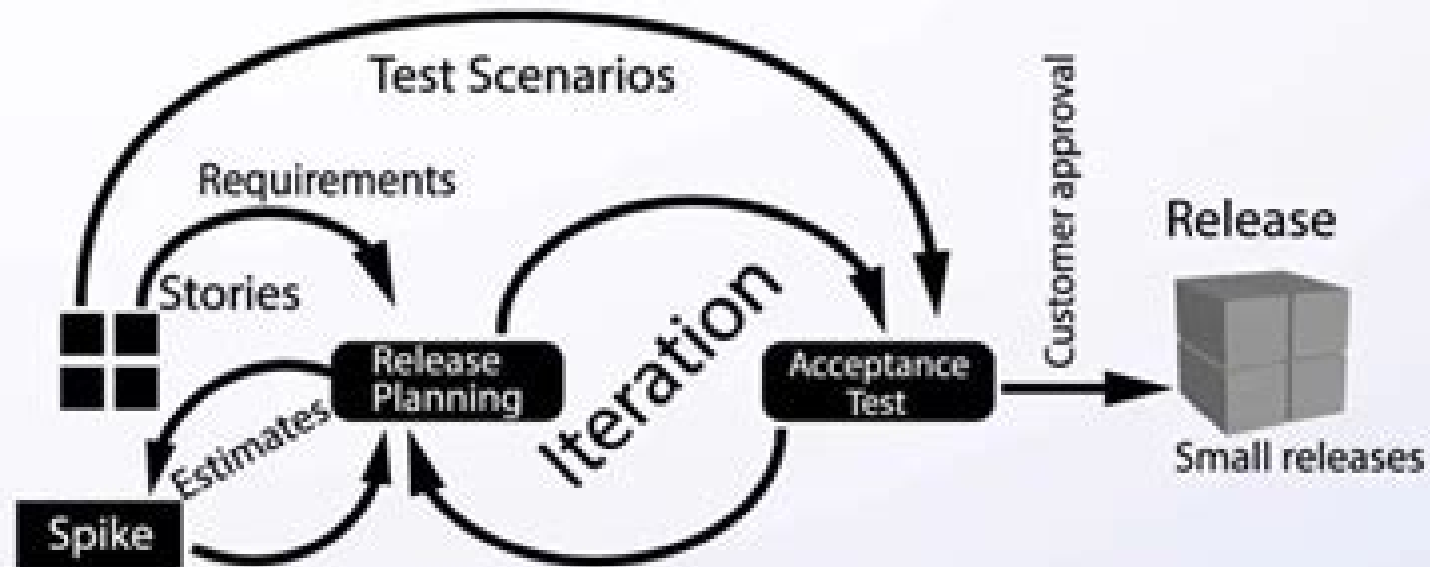 Test Scenarios
Requirements
Customer approval
Release
Stories
Release
Planning
Iteration
Acceptance
Test
Estimates
Small releases
Spike